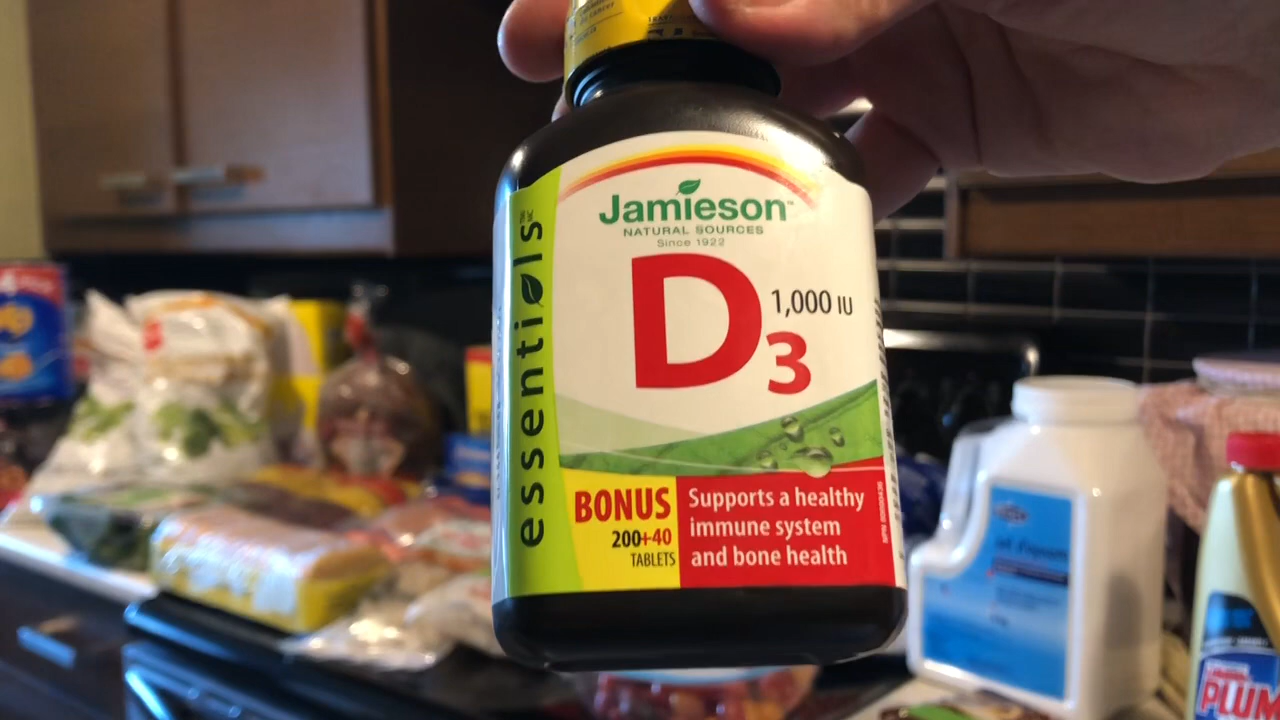 Jamieson™
NATURAL SOURCES
Since 1922
essentials
D3
1,000 IU
BONUS
200+40
TABLETS
Supports a healthy
immune system
and bone health
PLUM